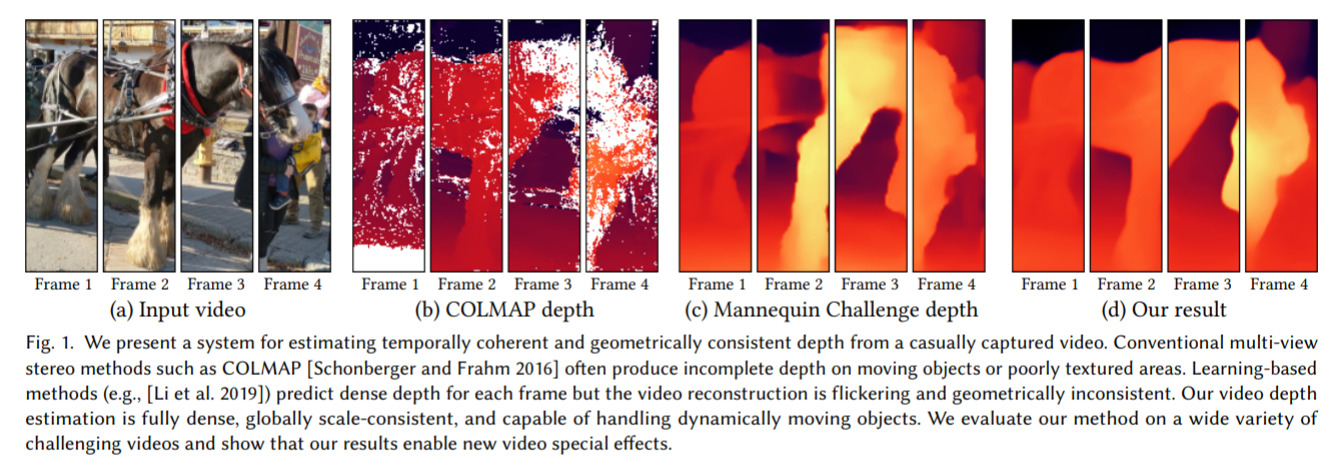 Frame 1 Frame 2 Frame 3 Frame 4 Frame 1 Frame 2 Frame 3 Frame 4 Frame 1 Frame 2 Frame 3 Frame 4 Frame 1 Frame 2 Frame 3 Frame 4
(a) Input video (b) COLMAP depth (c) Mannequin Challenge depth (d) Our result
Fig. 1. We present a system for estimating temporally coherent and geometrically consistent depth from a casually captured video. Conventional multi-view
stereo methods such as COLMAP [Schonberger and Frahm 2016] often produce incomplete depth on moving objects or poorly textured areas. Learning-based
methods (e.g., [Li et al. 2019]) predict dense depth for each frame but the video reconstruction is flickering and geometrically inconsistent. Our video depth
estimation is fully dense, globally scale-consistent, and capable of handling dynamically moving objects. We evaluate our method on a wide variety of
challenging videos and show that our results enable new video special effects.